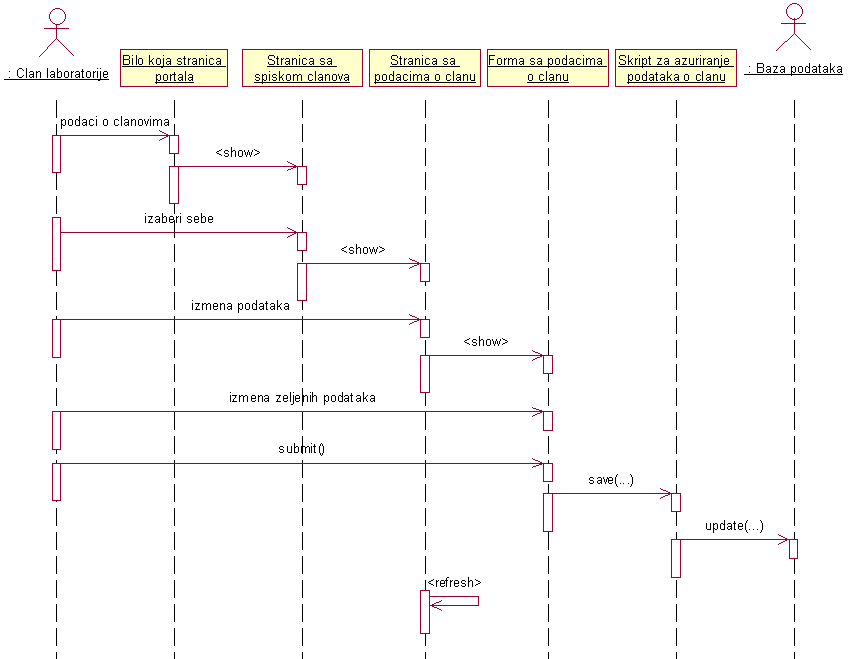 : Clan laboratorije
Bilo koja stranica
portala
Stranica sa
spiskom clanova
Stranica sa
podacima o clanu
Forma sa podacima
o clanu
Skript za azuriranje
podataka o clanu
: Baza podataka
podaci o clanovima
<show>
izaberi sebe
<show>
izmena podataka
<show>
izmena zeljenih podataka
submit()
save(...)
update(...)
<refresh>